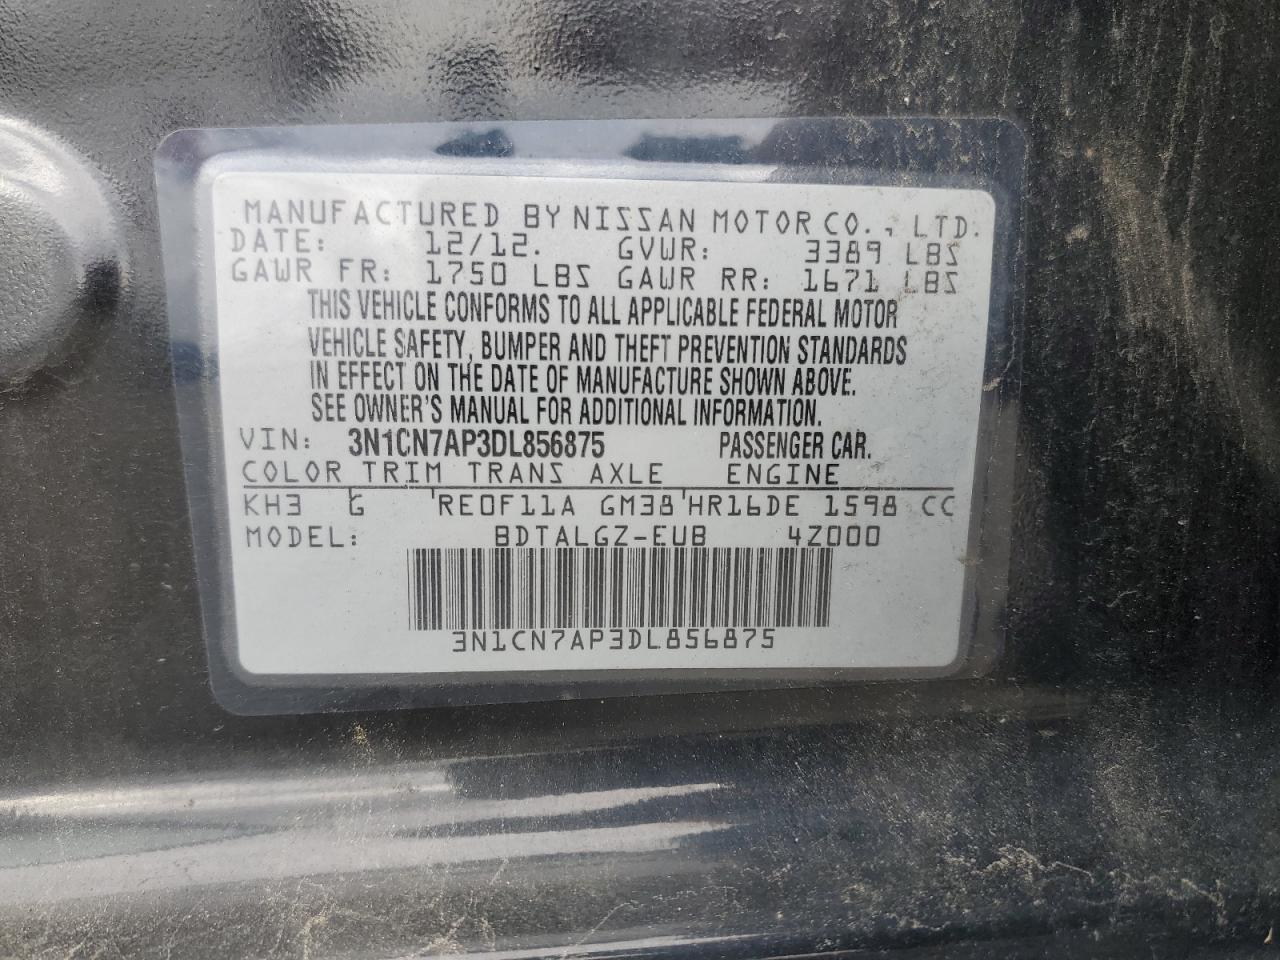 MANUFACTURED BY NISSAN MOTOR CO., LTD.
DATE: 12/12. GVWR: 3389 LBS
GAWR FR: 1750 LBS GAWR RR: 1671 LBS
THIS VEHICLE CONFORMS TO ALL APPLICABLE FEDERAL MOTOR
VEHICLE SAFETY, BUMPER AND THEFT PREVENTION STANDARDS
IN EFFECT ON THE DATE OF MANUFACTURE SHOWN ABOVE.
SEE OWNER'S MANUAL FOR ADDITIONAL INFORMATION.
VIN: 3N1CN7AP3DL856875 PASSENGER CAR.
COLOR TRIM TRANS AXLE ENGINE
KH3 G RE0F11A GM38 HR16DE 1598 CC
MODEL: BDTALGZ-EUB 4Z000
3N1CN7AP3DL856875